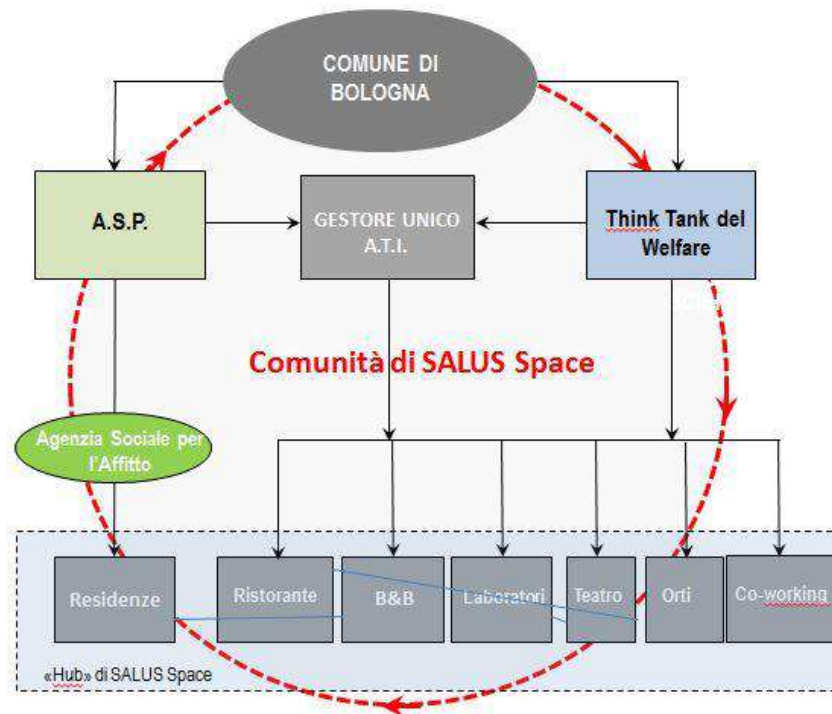 COMUNE DI
BOLOGNA
A.S.P.
GESTORE UNICO
A.T.I.
Think Tank del
Welfare
Comunità di SALUS Space
Agenzia Sociale per
l'Affitto
Residenze
Ristorante
B&B
Laboratori
Teatro
Orti
Co-working
«Hub» di SALUS Space